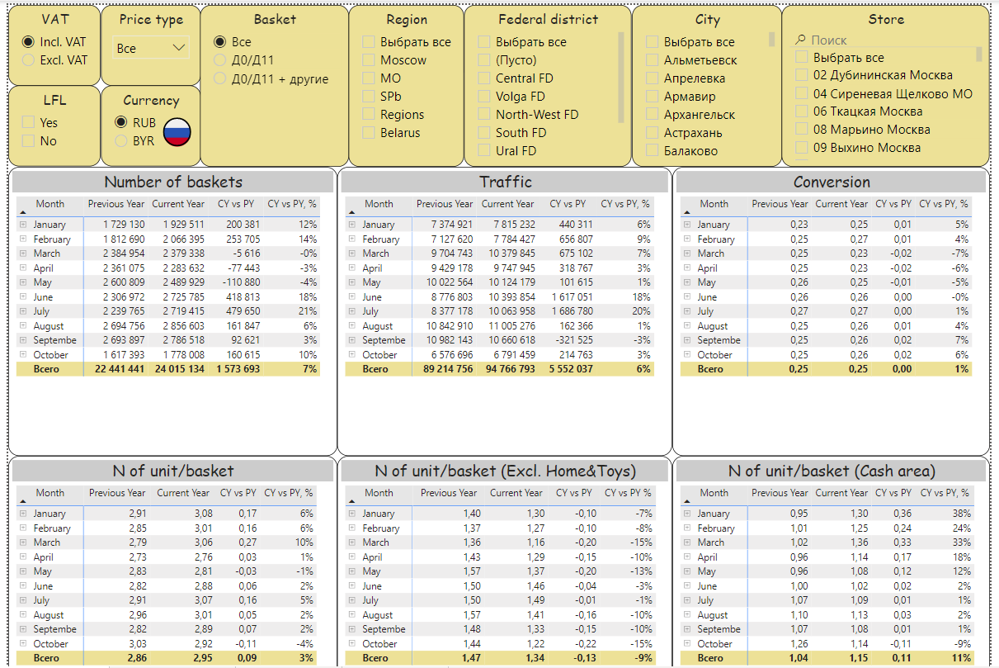 VAT
Incl. VAT
Excl. VAT
Price type
Все
Basket
Все
Д0/Д11
Д0/Д11 + другие
Region
Выбрать все
Moscow
MO
SPb
Regions
Belarus
Federal district
Выбрать все
(Пусто)
Central FD
Volga FD
North-West FD
South FD
Ural FD
City
Выбрать все
Альметьевск
Апрелевка
Армавир
Архангельск
Астрахань
Балаково
Store
Поиск
Выбрать все
02 Дубининская Москва
04 Сиреневая Щелково МО
06 Ткацкая Москва
08 Марьино Москва
09 Выхино Москва
LFL
Yes
No
Currency
RUB
BYR
Number of baskets
Month Previous Year Current Year CY vs PY CY vs PY, %
January 1 729 130 1 929 511 200 381 12%
February 1 812 690 2 066 395 253 705 14%
March 2 384 954 2 379 338 -5 616 -0%
April 2 361 075 2 283 632 -77 443 -3%
May 2 600 809 2 489 929 -110 880 -4%
June 2 306 972 2 725 785 418 813 18%
July 2 239 765 2 719 415 479 650 21%
August 2 694 756 2 856 603 161 847 6%
Septembe 2 693 897 2 786 518 92 621 3%
October 1 617 393 1 778 008 160 615 10%
Всего 22 441 441 24 015 134 1 573 693 7%
Traffic
Month Previous Year Current Year CY vs PY CY vs PY, %
January 7 374 921 7 815 232 440 311 6%
February 7 127 620 7 784 427 656 807 9%
March 9 704 743 10 379 845 675 102 7%
April 9 429 178 9 747 945 318 767 3%
May 10 022 564 10 124 179 101 615 1%
June 8 776 803 10 393 854 1 617 051 18%
July 8 377 178 10 063 958 1 686 780 20%
August 10 842 910 11 005 276 162 366 1%
Septembe 10 982 143 10 660 618 -321 525 -3%
October 6 576 696 6 791 459 214 763 3%
Всего 89 214 756 94 766 793 5 552 037 6%
Conversion
Month Previous Year Current Year CY vs PY CY vs PY, %
January 0,23 0,25 0,01 5%
February 0,25 0,27 0,01 4%
March 0,25 0,23 -0,02 -7%
April 0,25 0,23 -0,02 -6%
May 0,26 0,25 -0,01 -5%
June 0,26 0,26 0,00 -0%
July 0,27 0,27 0,00 1%
August 0,25 0,26 0,01 4%
Septembe 0,25 0,26 0,02 7%
October 0,25 0,26 0,02 6%
Всего 0,25 0,25 0,00 1%
N of unit/basket
Month Previous Year Current Year CY vs PY CY vs PY, %
January 2,91 3,08 0,17 6%
February 2,85 3,01 0,16 6%
March 2,79 3,06 0,27 10%
April 2,73 2,76 0,03 1%
May 2,83 2,81 -0,03 -1%
June 2,82 2,88 0,06 2%
July 2,91 3,07 0,16 5%
August 2,96 3,01 0,05 2%
Septembe 2,82 2,89 0,07 2%
October 3,03 2,92 -0,11 -4%
Всего 2,86 2,95 0,09 3%
N of unit/basket (Excl. Home&Toys)
Month Previous Year Current Year CY vs PY CY vs PY %
January 1,40 1,30 -0,10 -7%
February 1,37 1,27 -0,10 -8%
March 1,36 1,16 -0,20 -15%
April 1,43 1,29 -0,15 -10%
May 1,57 1,37 -0,20 -13%
June 1,50 1,46 -0,04 -3%
July 1,50 1,49 -0,01 -1%
August 1,57 1,41 -0,16 -10%
Septembe 1,48 1,33 -0,15 -10%
October 1,44 1,22 -0,22 -15%
Всего 1,47 1,34 -0,13 -9%
N of unit/basket (Cash area)
Month Previous Year Current Year CY vs PY CY vs PY, %
January 0,95 1,30 0,36 38%
February 1,01 1,25 0,24 24%
March 1,02 1,36 0,33 33%
April 0,96 1,14 0,17 18%
May 0,96 1,08 0,12 12%
June 1,00 1,02 0,02 2%
July 1,07 1,09 0,01 1%
August 1,10 1,13 0,03 2%
Septembe 1,07 1,08 0,01 1%
October 1,26 1,14 -0,11 -9%
Всего 1,04 1,15 0,11 11%